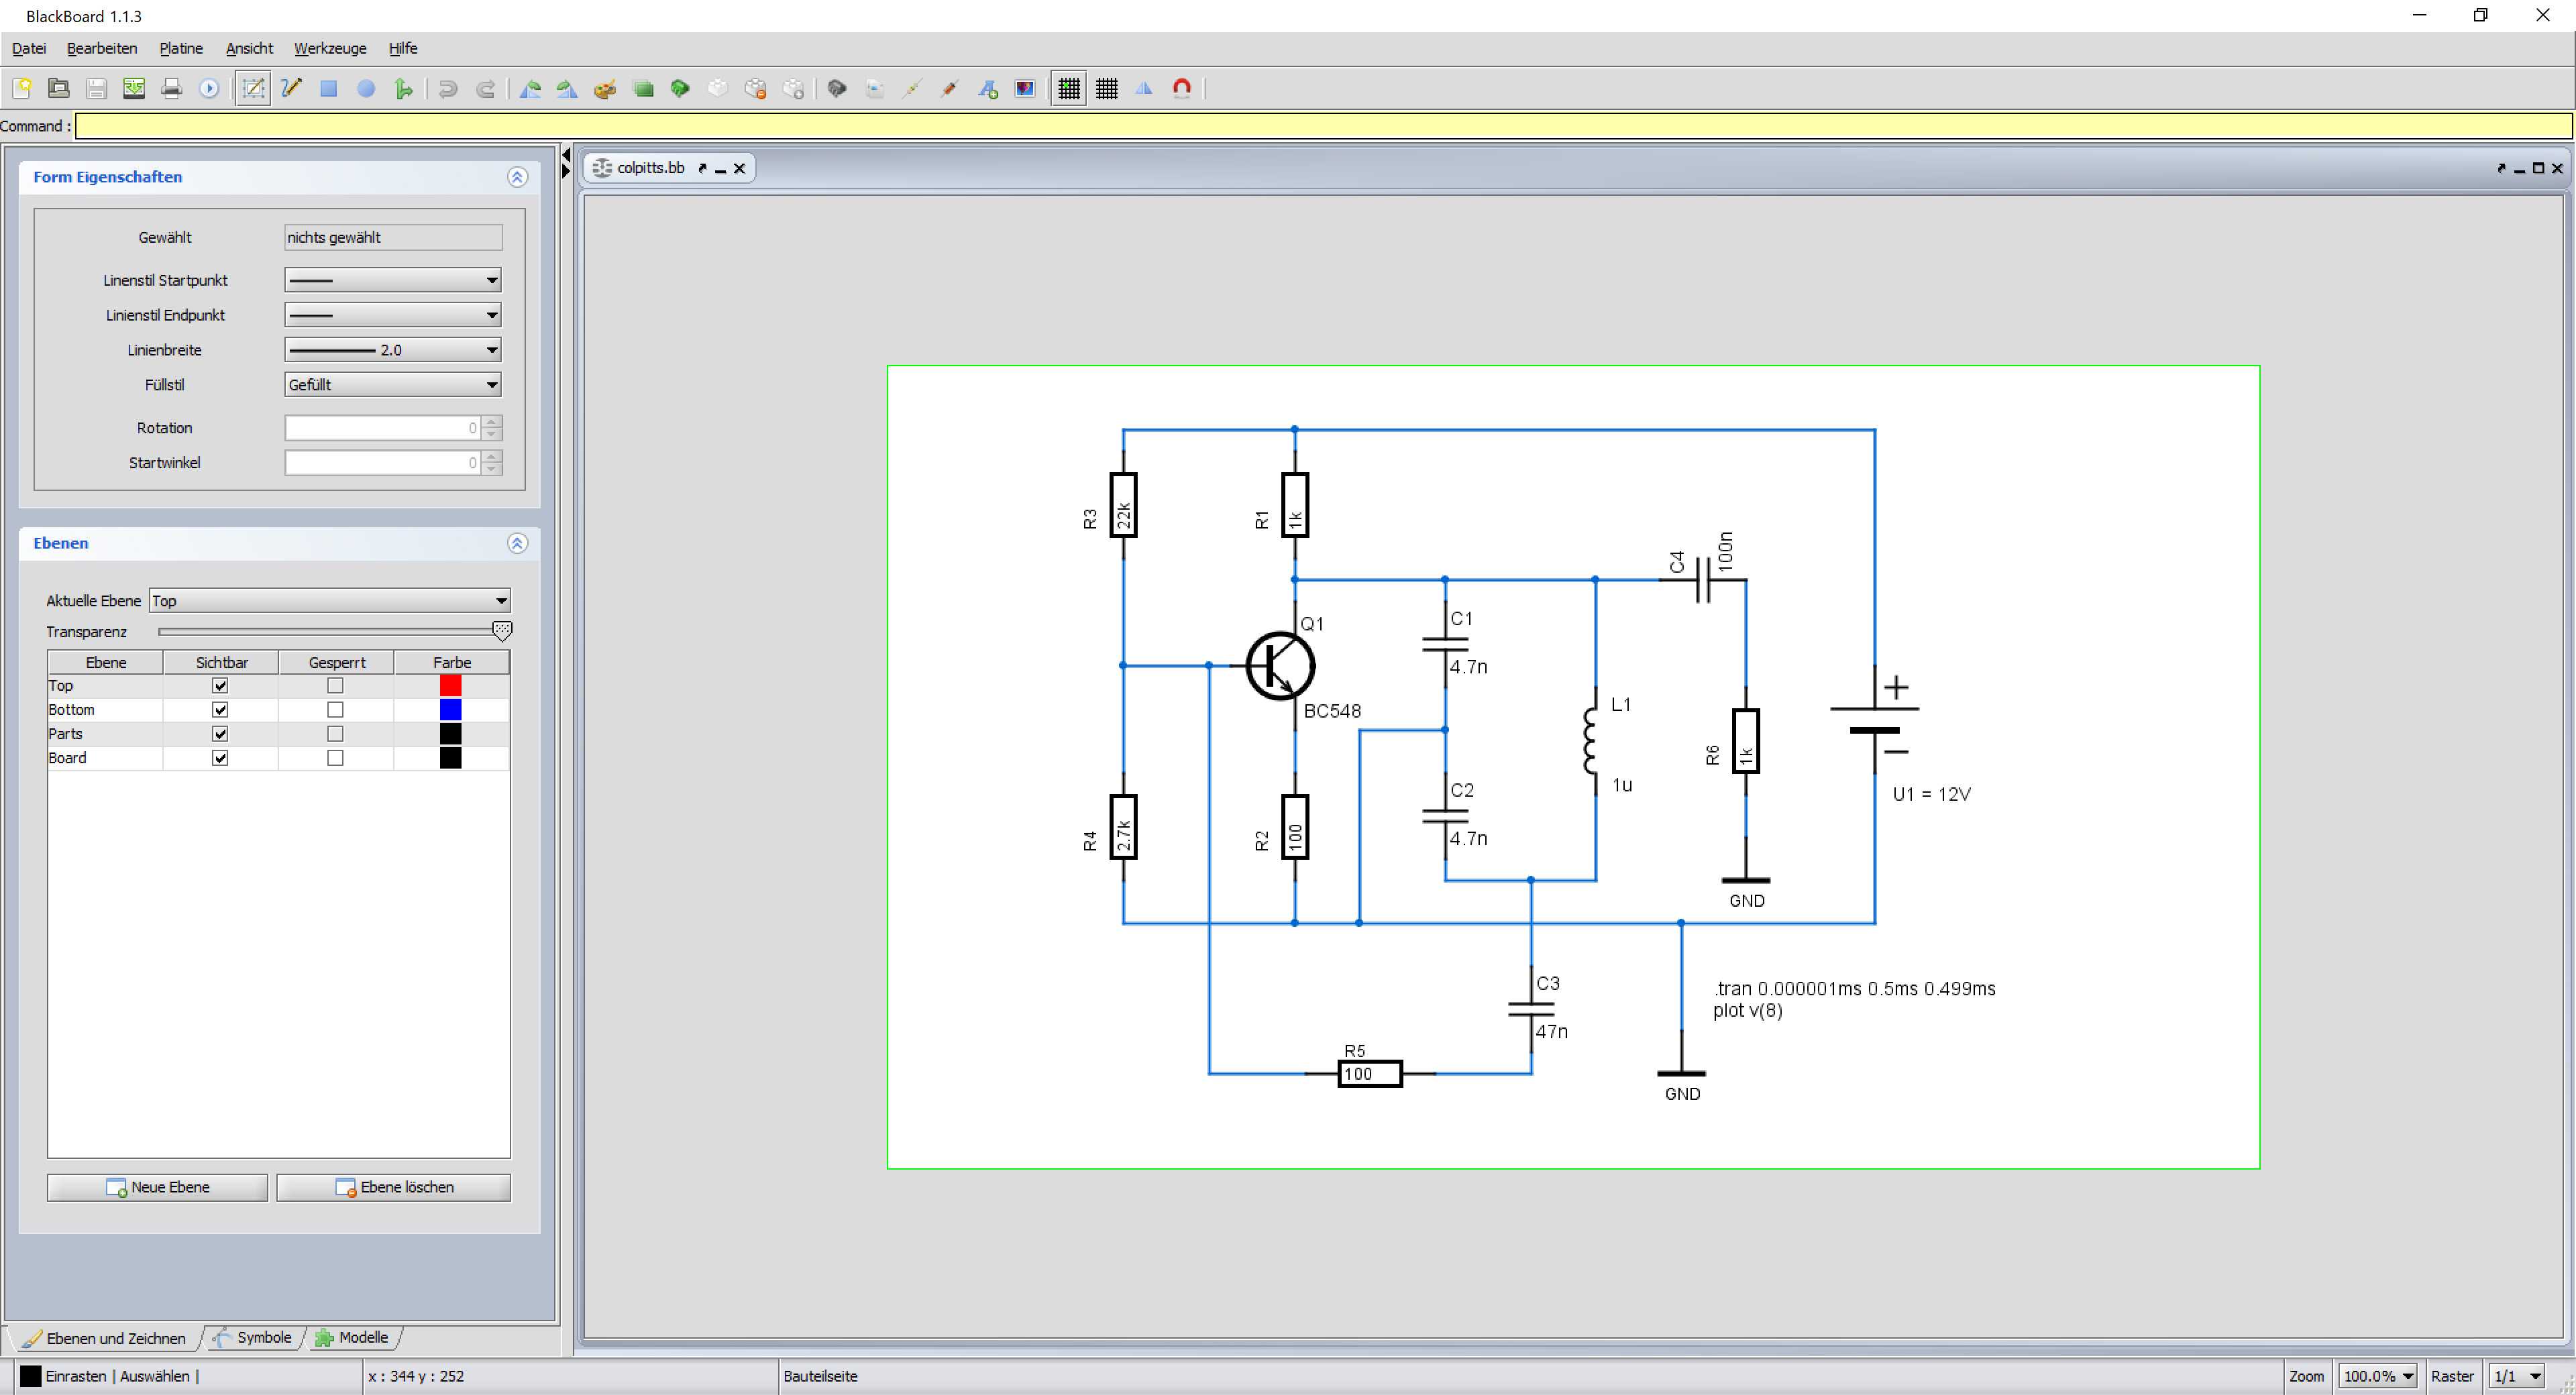 BlackBoard 1.1.3
Datei Bearbeiten Platine Ansicht Werkzeuge Hilfe
Command :
Form Eigenschaften
Gewählt nichts gewählt
Linenstil Startpunkt
Linienstil Endpunkt
Linienbreite 2.0
Füllstil Gefüllt
Rotation 0
Startwinkel 0
Ebenen
Aktuelle Ebene Top
Transparenz
Ebene Sichtbar Gesperrt Farbe
Top
Bottom
Parts
Board
Neue Ebene Ebene löschen
Ebenen und Zeichnen Symbole Modelle
colpitts.bb
R3 22k
R1 1k
C4 100n
Q1
BC548
C1
4.7n
L1
1u
R6 1k
+
−
U1 = 12V
R4 2.7k
R2 100
C2
4.7n
GND
C3
47n
.tran 0.000001ms 0.5ms 0.499ms
plot v(8)
R5
100
GND
Einrasten | Auswählen |
x : 344 y : 252
Bauteilseite
Zoom 100.0% Raster 1/1